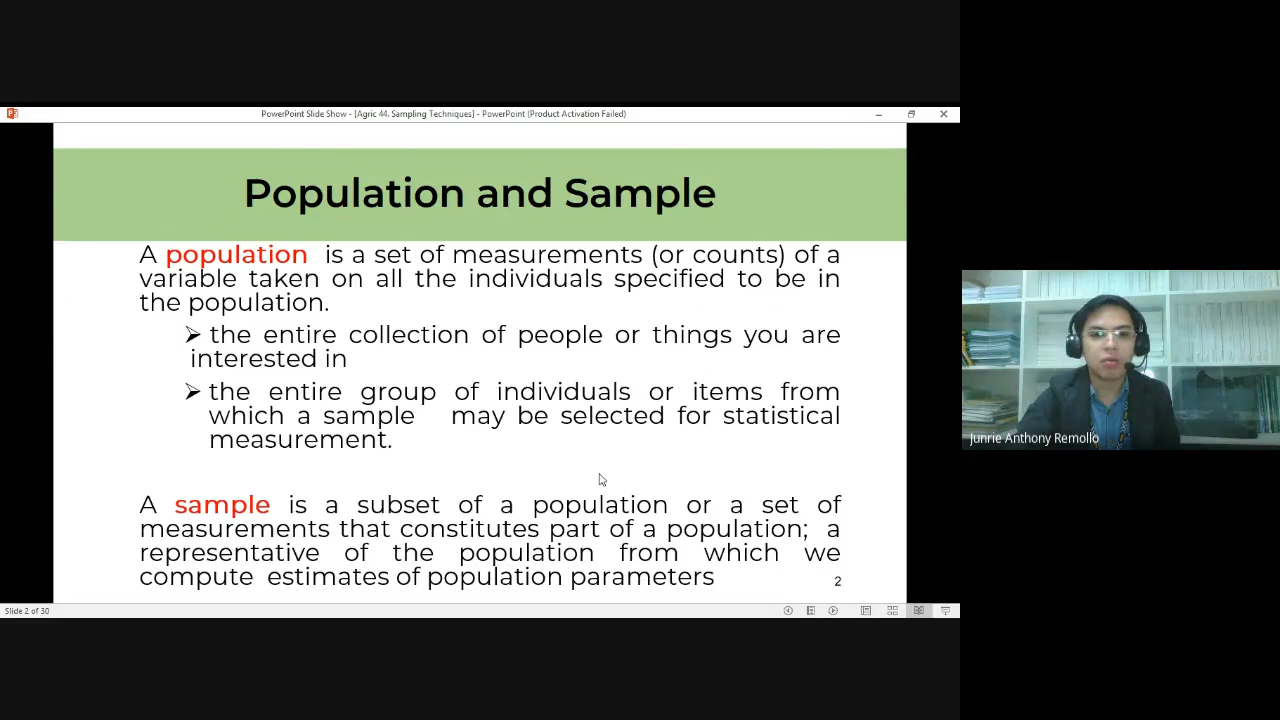 PowerPoint Slide Show - [Agric 44. Sampling Techniques] - PowerPoint (Product Activation Failed)
Population and Sample
A population is a set of measurements (or counts) of a
variable taken on all the individuals specified to be in
the population.
➢ the entire collection of people or things you are
interested in
➢ the entire group of individuals or items from
which a sample may be selected for statistical
measurement.
A sample is a subset of a population or a set of
measurements that constitutes part of a population; a
representative of the population from which we
compute estimates of population parameters
2
Slide 2 of 30
Junrie Anthony Remollo